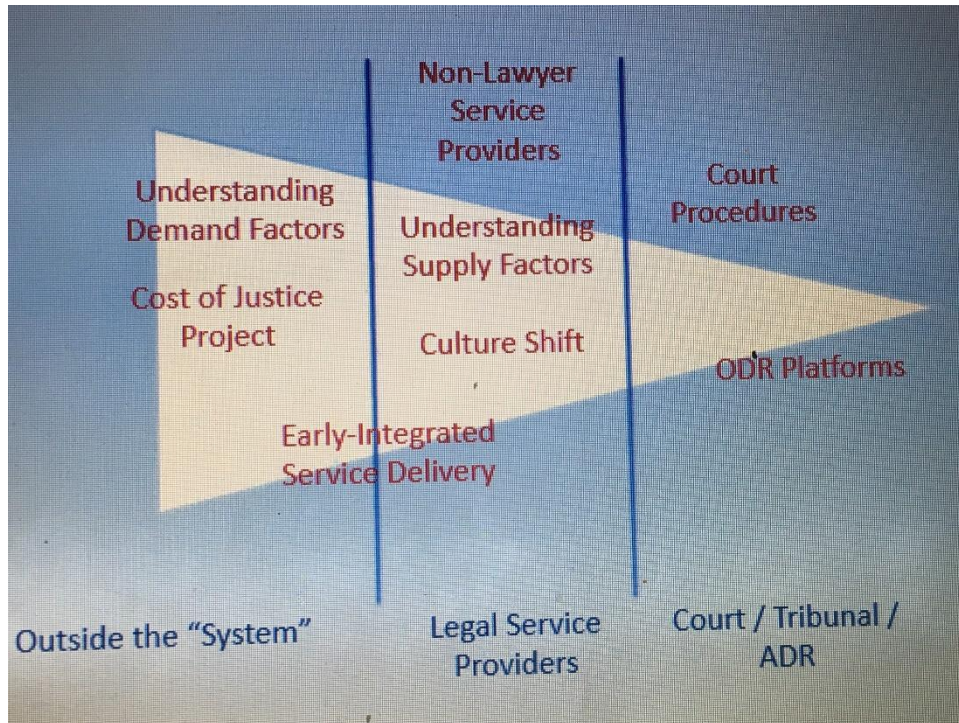 Non-Lawyer
Service
Providers
Understanding
Demand Factors
Cost of Justice
Project
Understanding
Supply Factors
Culture Shift
Early-Integrated
Service Delivery
Court
Procedures
ODR Platforms
Outside the “System”
Legal Service
Providers
Court / Tribunal /
ADR